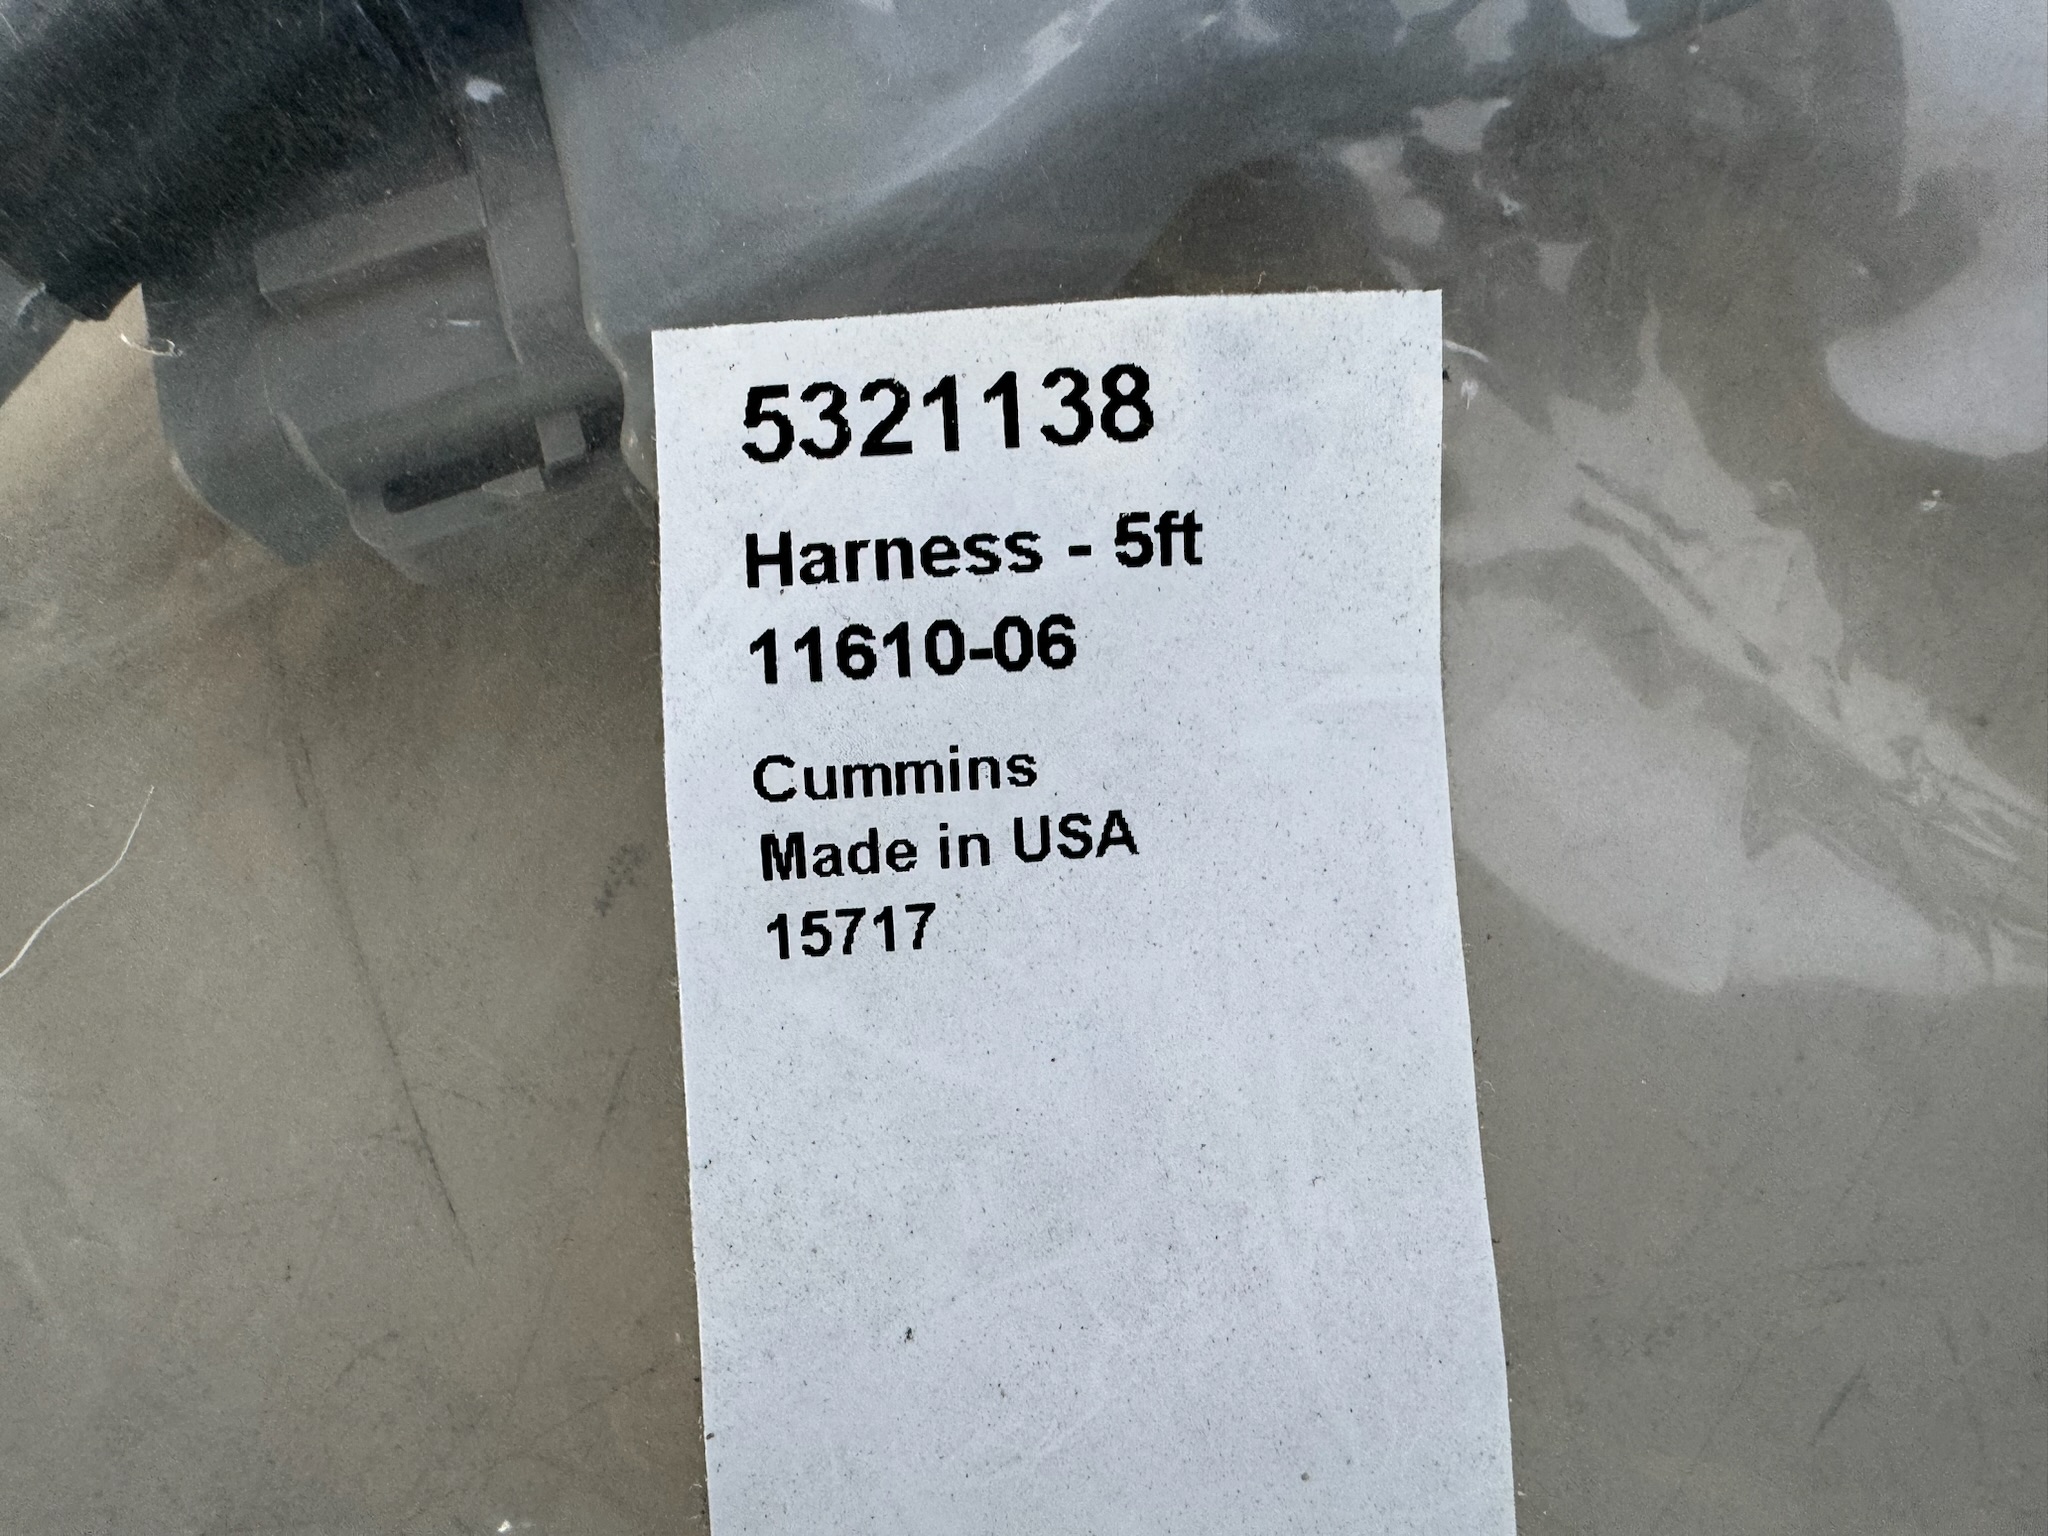 5321138
Harness - 5ft
11610-06
Cummins
Made in USA
15717